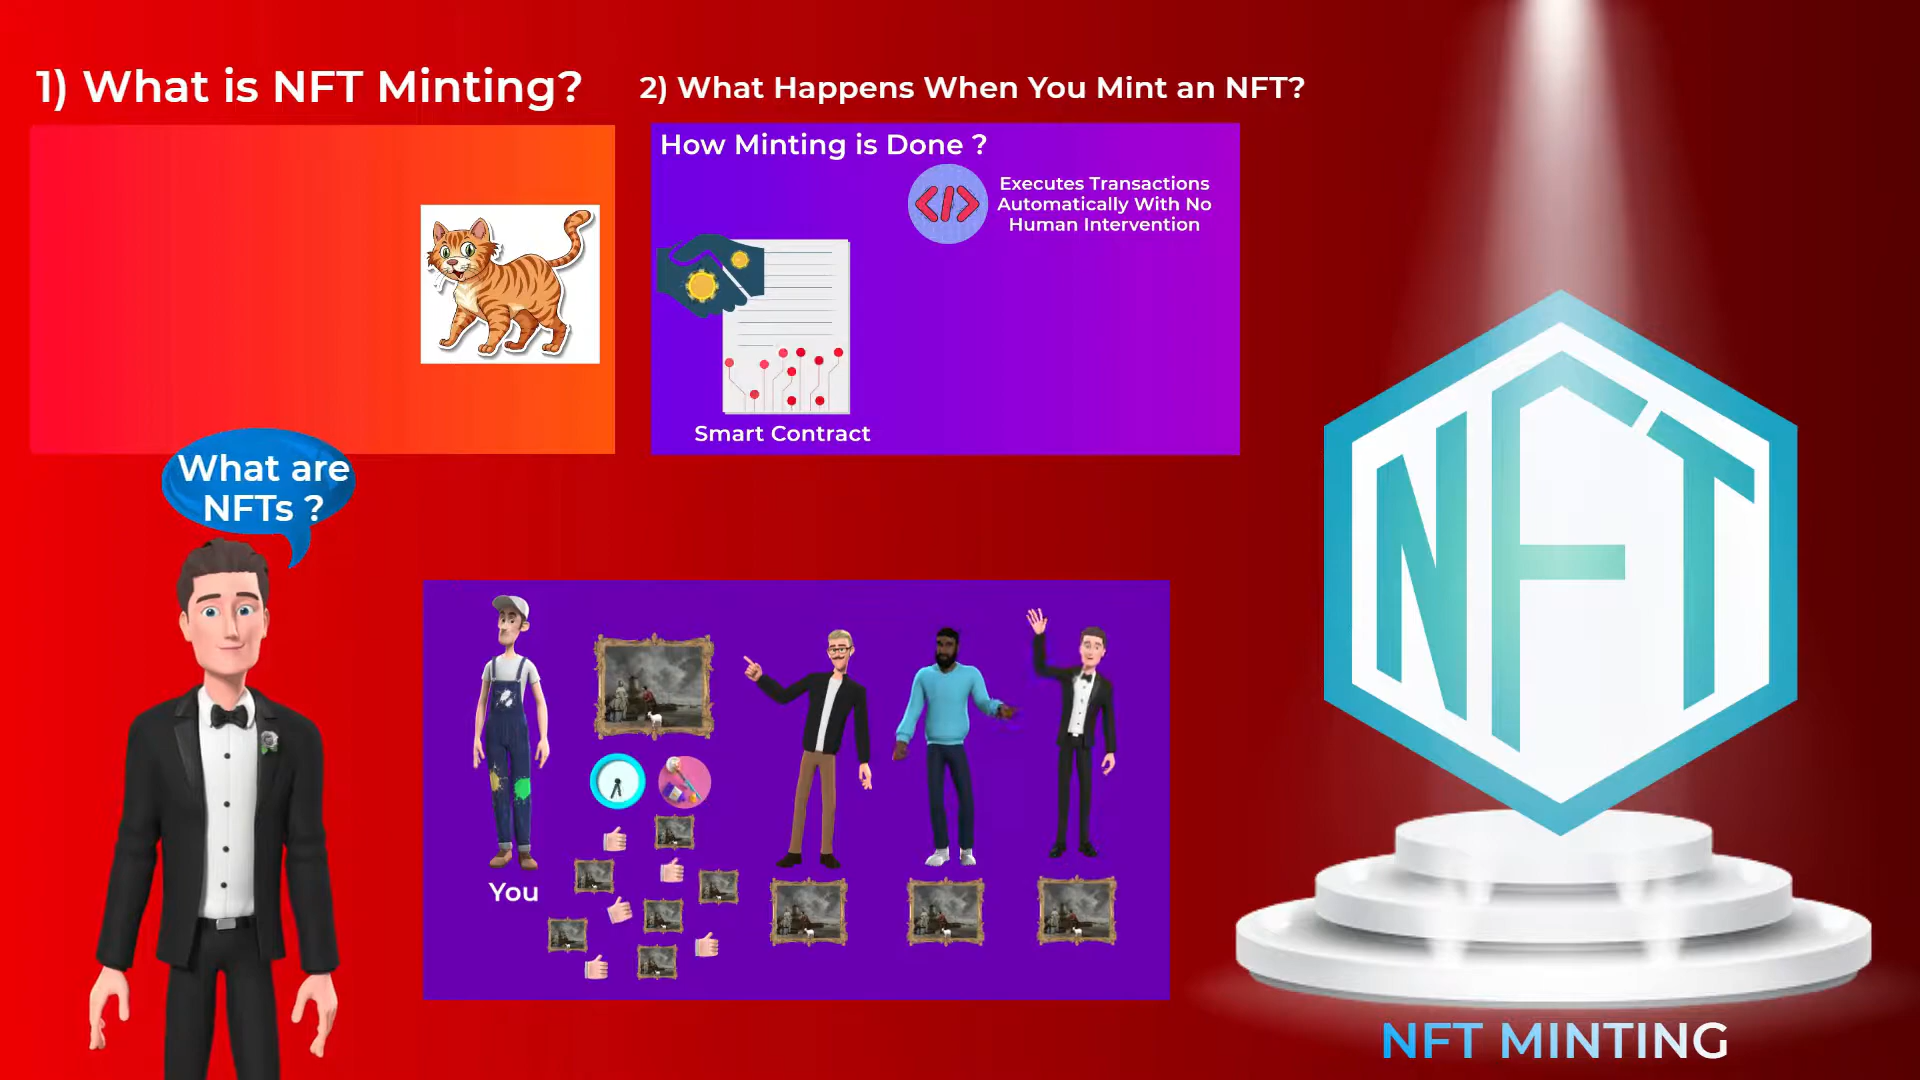 1) What is NFT Minting?
2) What Happens When You Mint an NFT?
How Minting is Done ?
</>
Executes Transactions
Automatically With No
Human Intervention
Smart Contract
What are
NFTs ?
You
NFT
NFT MINTING